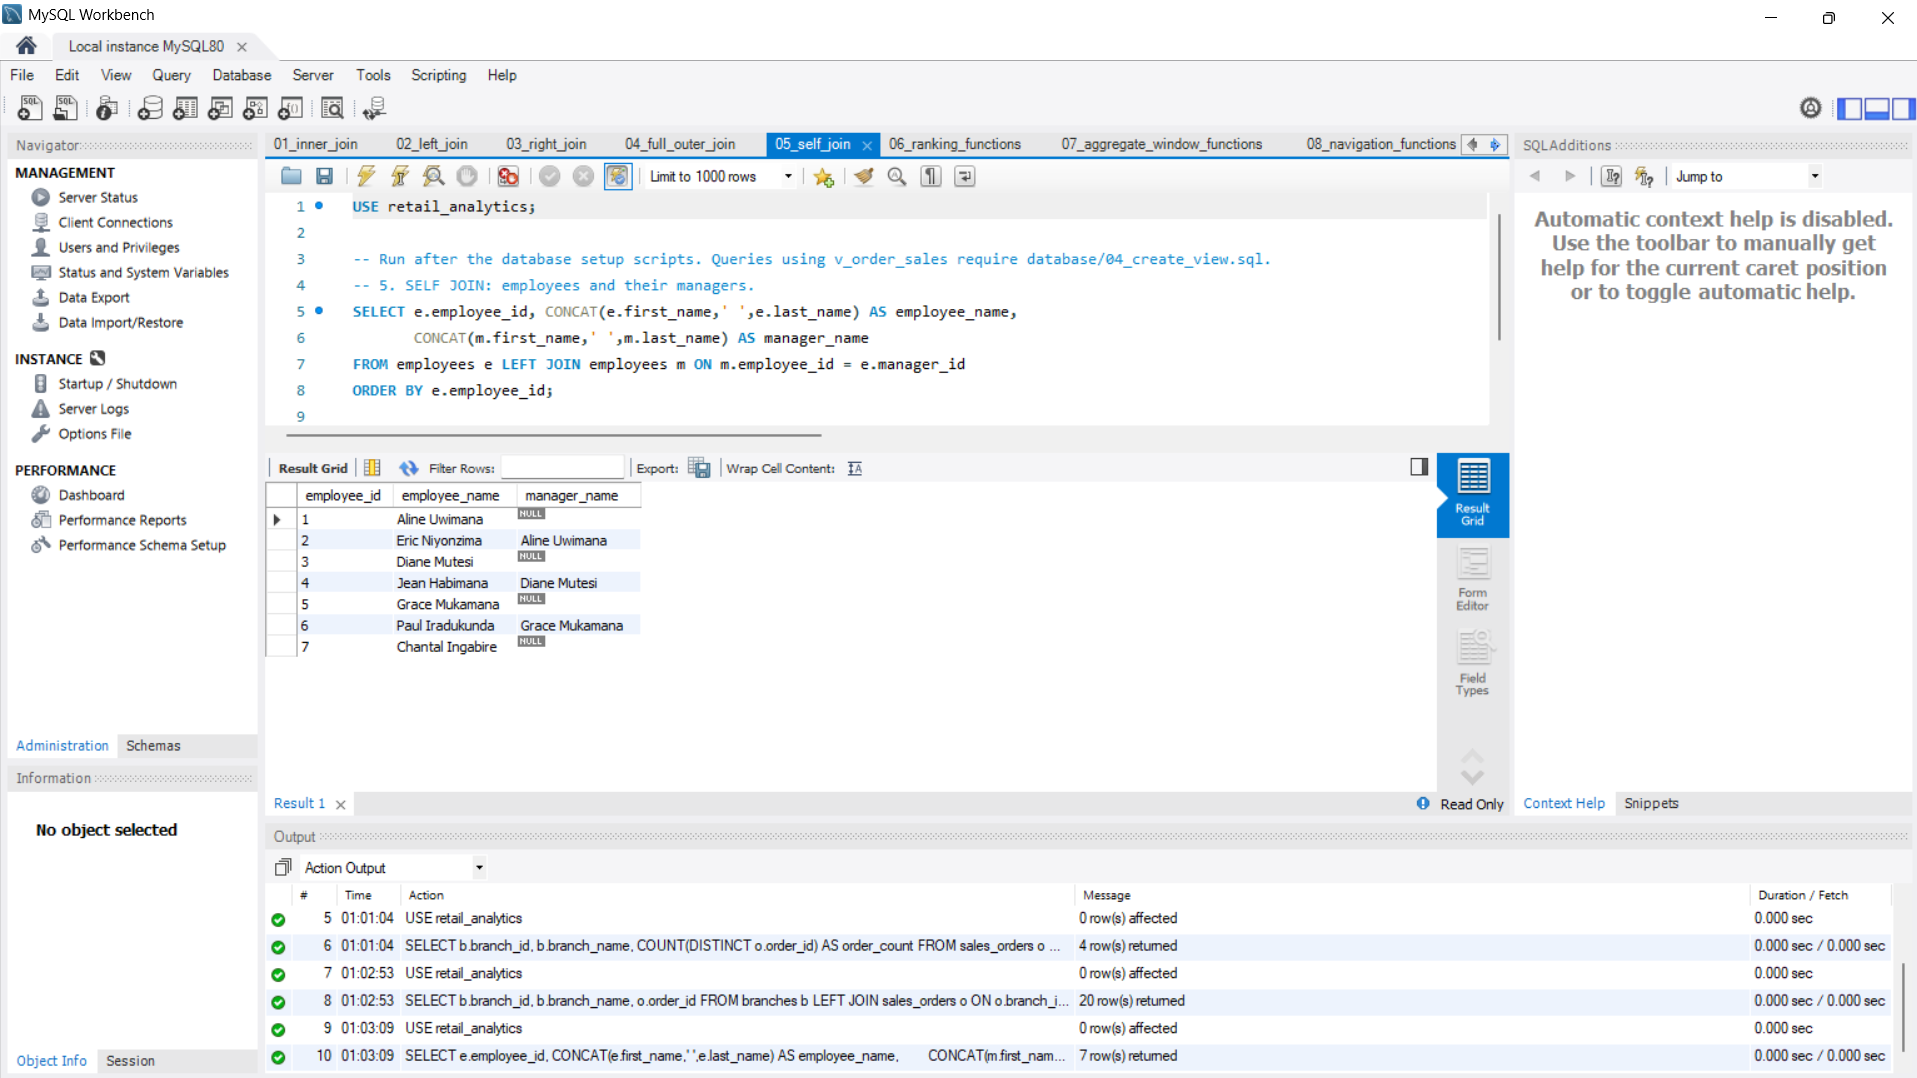 MySQL Workbench
Local instance MySQL80
File Edit View Query Database Server Tools Scripting Help
Navigator
MANAGEMENT
Server Status
Client Connections
Users and Privileges
Status and System Variables
Data Export
Data Import/Restore
INSTANCE
Startup / Shutdown
Server Logs
Options File
PERFORMANCE
Dashboard
Performance Reports
Performance Schema Setup
Administration Schemas
Information
No object selected
Object Info Session
01_inner_join 02_left_join 03_right_join 04_full_outer_join 05_self_join 06_ranking_functions 07_aggregate_window_functions 08_navigation_functions
Limit to 1000 rows
1 USE retail_analytics;
2
3 -- Run after the database setup scripts. Queries using v_order_sales require database/04_create_view.sql.
4 -- 5. SELF JOIN: employees and their managers.
5 SELECT e.employee_id, CONCAT(e.first_name,' ',e.last_name) AS employee_name,
6 CONCAT(m.first_name,' ',m.last_name) AS manager_name
7 FROM employees e LEFT JOIN employees m ON m.employee_id = e.manager_id
8 ORDER BY e.employee_id;
9
Result Grid Filter Rows: Export: Wrap Cell Content:
employee_id employee_name manager_name
1 Aline Uwimana NULL
2 Eric Niyonzima Aline Uwimana
3 Diane Mutesi NULL
4 Jean Habimana Diane Mutesi
5 Grace Mukamana NULL
6 Paul Iradukunda Grace Mukamana
7 Chantal Ingabire NULL
Result
Grid
Form
Editor
Field
Types
Result 1 Read Only
SQLAdditions
Jump to
Automatic context help is disabled.
Use the toolbar to manually get
help for the current caret position
or to toggle automatic help.
Context Help Snippets
Output
Action Output
# Time Action Message Duration / Fetch
5 01:01:04 USE retail_analytics 0 row(s) affected 0.000 sec
6 01:01:04 SELECT b.branch_id, b.branch_name, COUNT(DISTINCT o.order_id) AS order_count FROM sales_orders o ... 4 row(s) returned 0.000 sec / 0.000 sec
7 01:02:53 USE retail_analytics 0 row(s) affected 0.000 sec
8 01:02:53 SELECT b.branch_id, b.branch_name, o.order_id FROM branches b LEFT JOIN sales_orders o ON o.branch_i... 20 row(s) returned 0.000 sec / 0.000 sec
9 01:03:09 USE retail_analytics 0 row(s) affected 0.000 sec
10 01:03:09 SELECT e.employee_id, CONCAT(e.first_name,' ',e.last_name) AS employee_name, CONCAT(m.first_nam... 7 row(s) returned 0.000 sec / 0.000 sec